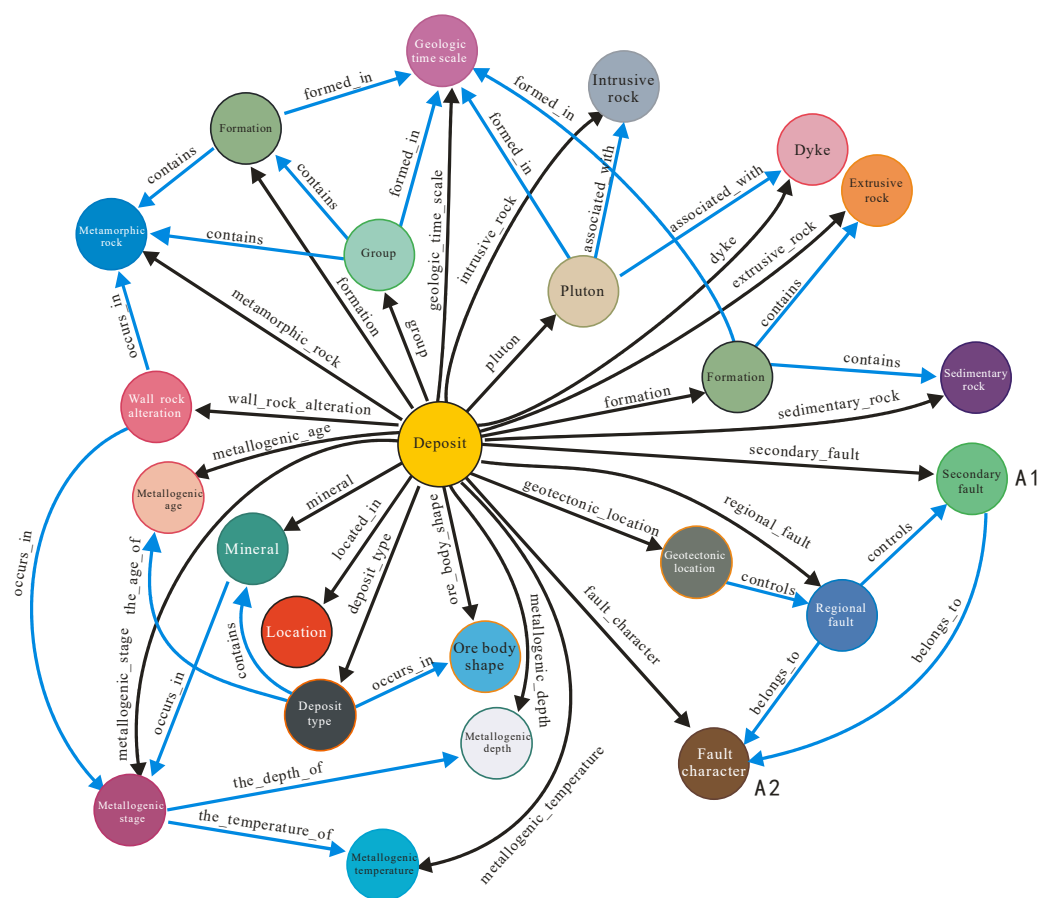 Geologic
time scale
formed_in
Intrusive
rock
formed_in
Formation
formed_in
formed_in
Dyke
contains
contains
associated_with
associated_with
Extrusive
rock
Metamorphic
rock
contains
Group
geologic_time_scale
intrusive_rock
dyke
extrusive_rock
Pluton
contains
occurs_in
metamorphic_rock
formation
group
pluton
contains
Formation
Sedimentary
rock
Wall rock
alteration
wall_rock_alteration
formation
sedimentary_rock
metallogenic_age
Deposit
secondary_fault
Secondary
fault
A1
Metallogenic
age
mineral
located_in
deposit_type
ore_body_shape
geotectonic_location
regional_fault
occurs_in
the_age_of
Mineral
Geotectonic
location
controls
controls
Regional
fault
Location
contains
metallogenic_depth
fault_character
belongs_to
belongs_to
metallogenic_stage
occurs_in
occurs_in
Ore body
shape
Deposit
type
Metallogenic
depth
Fault
character
A2
the_depth_of
Metallogenic
stage
the_temperature_of
metallogenic_temperature
Metallogenic
temperature